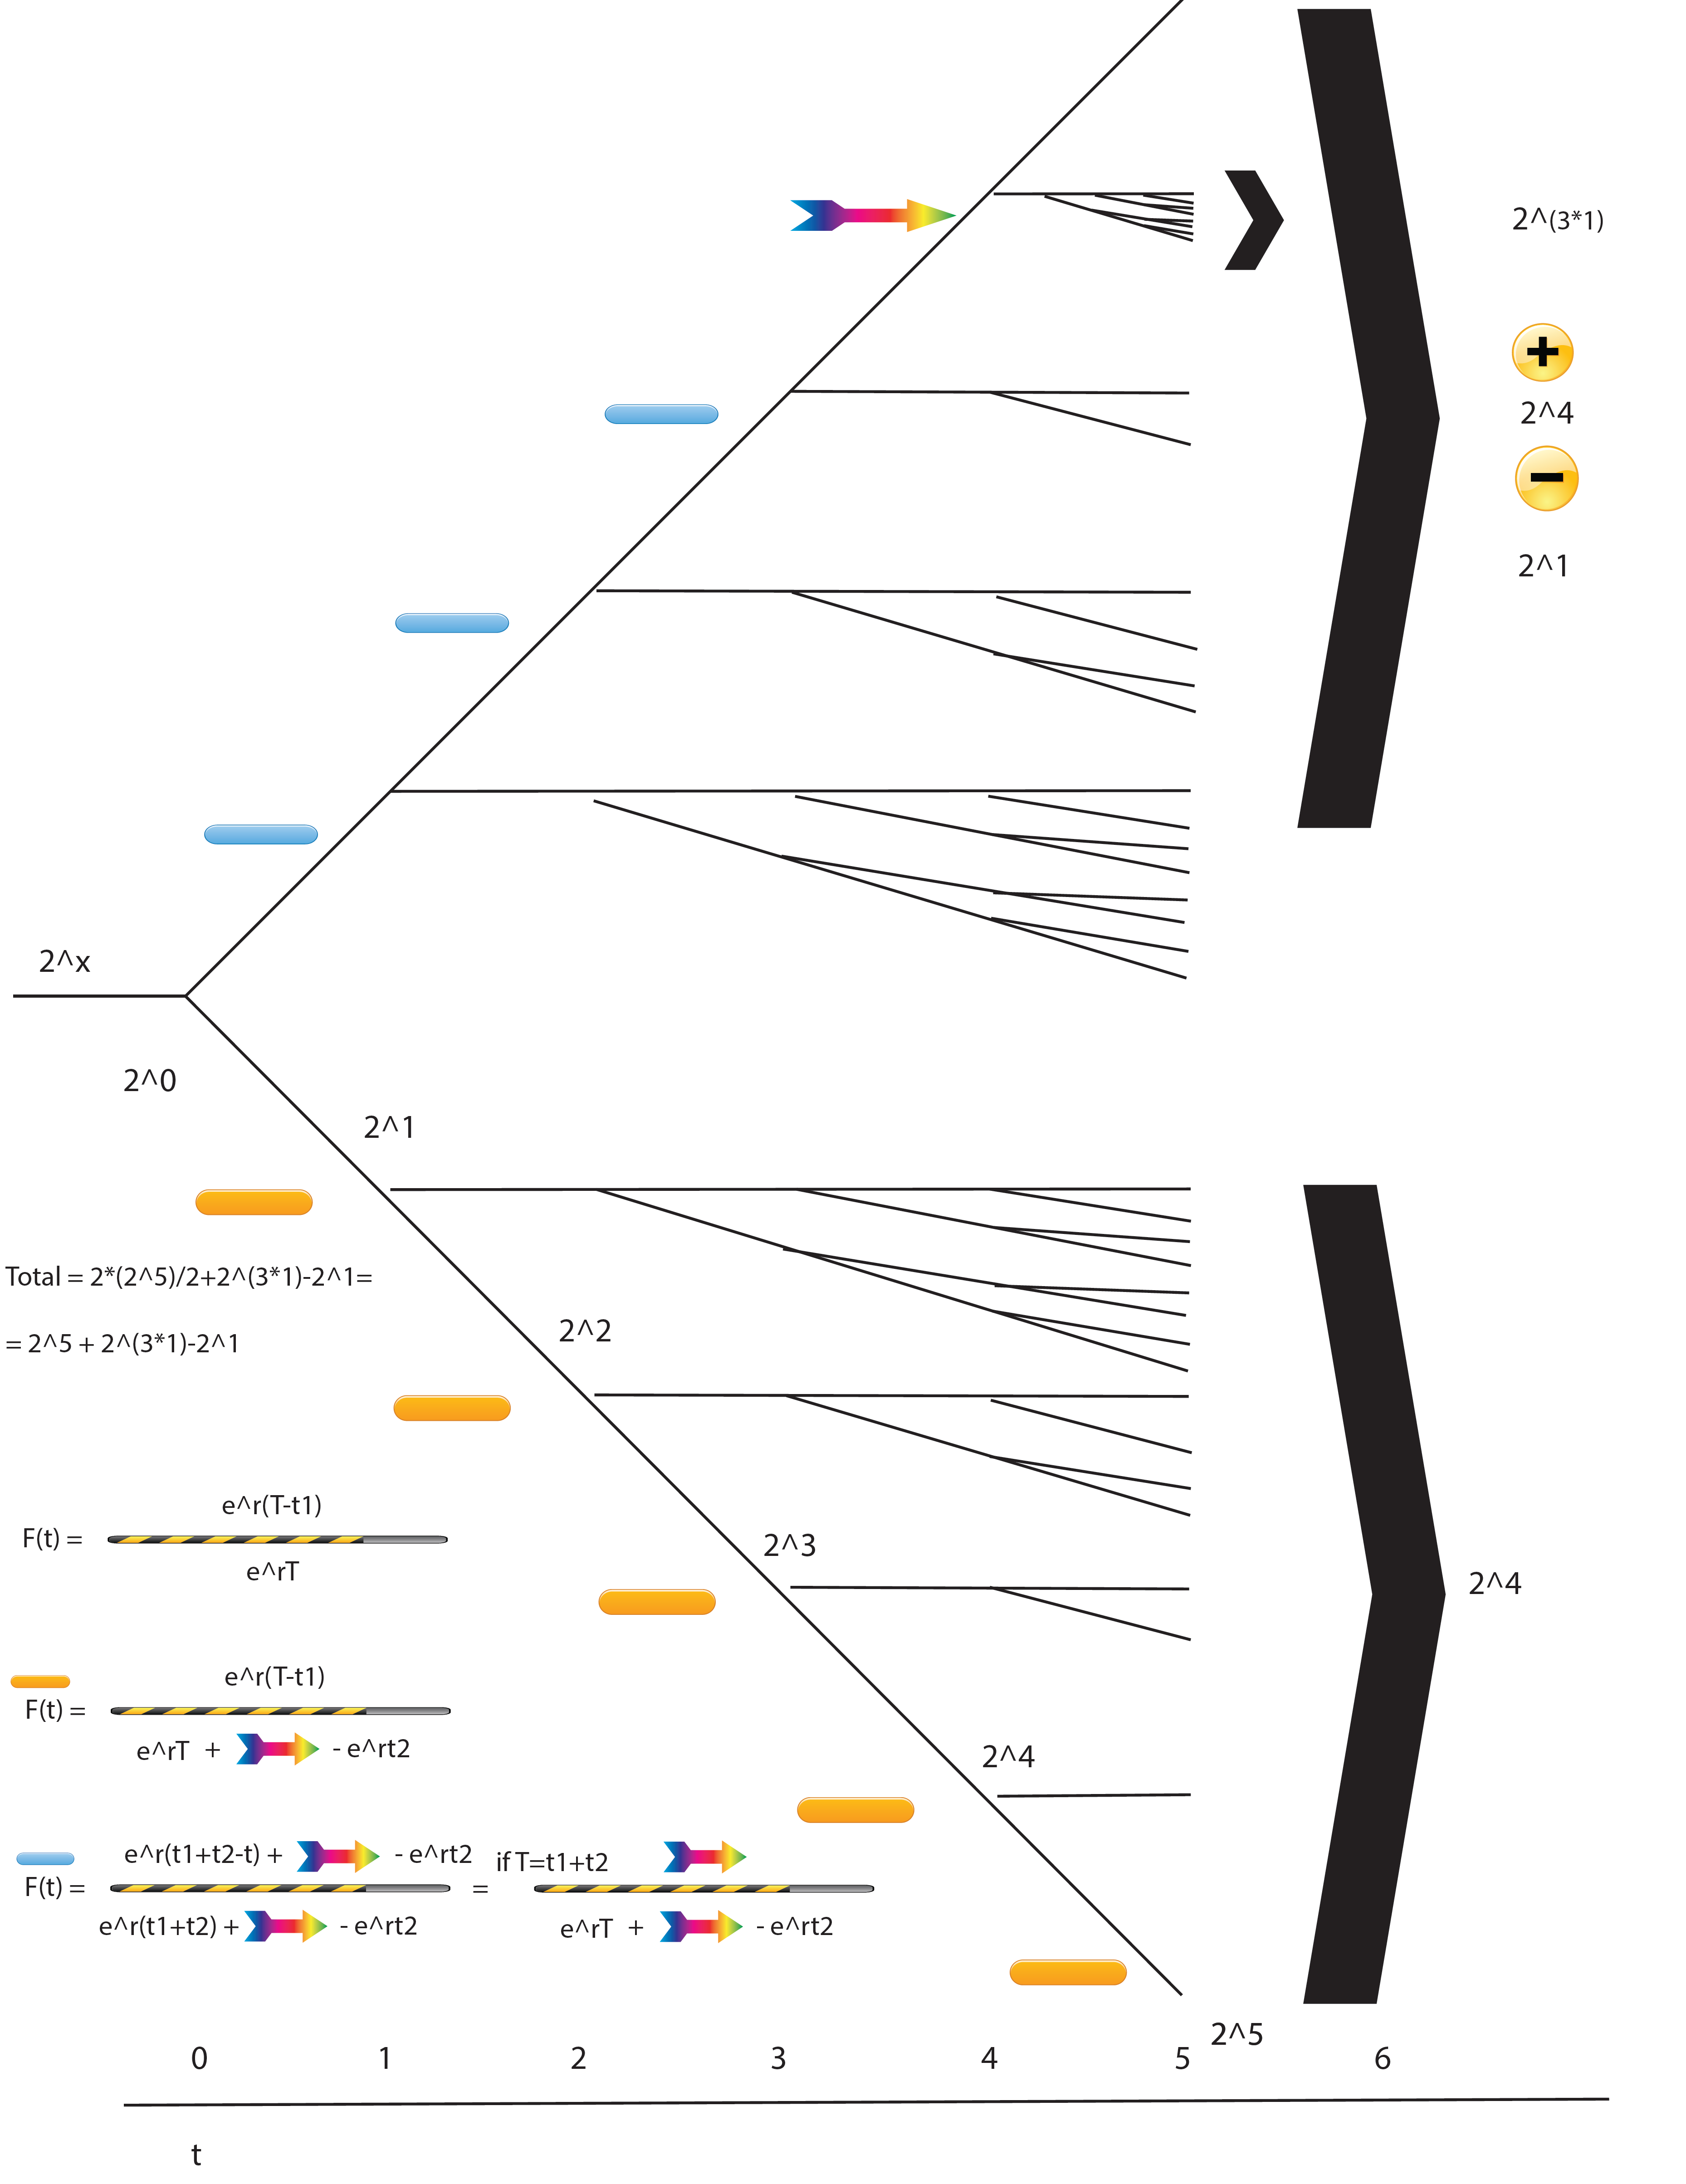 2^(3*1)
+
2^4
−
2^1
2^x
2^0
2^1
Total = 2*(2^5)/2+2^(3*1)-2^1=
2^2
= 2^5 + 2^(3*1)-2^1
e^r(T-t1)
F(t) =
e^rT
2^3
2^4
e^r(T-t1)
F(t) =
e^rT + - e^rt2
2^4
e^r(t1+t2-t) + - e^rt2
F(t) =
e^r(t1+t2) + - e^rt2
=
if T=t1+t2
e^rT + - e^rt2
2^5
0 1 2 3 4 5 6
t